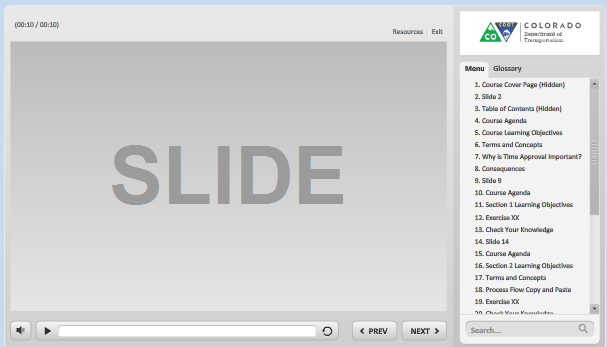 (00:10 / 00:10)
Resources
Exit
CO
CDOT
COLORADO
Department of
Transportation
Menu
Glossary
1. Course Cover Page (Hidden)
2. Slide 2
3. Table of Contents (Hidden)
4. Course Agenda
5. Course Learning Objectives
6. Terms and Concepts
7. Why is Time Approval Important?
8. Consequences
9. Slide 9
10. Course Agenda
11. Section 1 Learning Objectives
12. Exercise XX
13. Check Your Knowledge
14. Slide 14
15. Course Agenda
16. Section 2 Learning Objectives
17. Terms and Concepts
18. Process Flow Copy and Paste
19. Exercise XX
20. Check Your Knowledge
SLIDE
PREV
NEXT
Search...